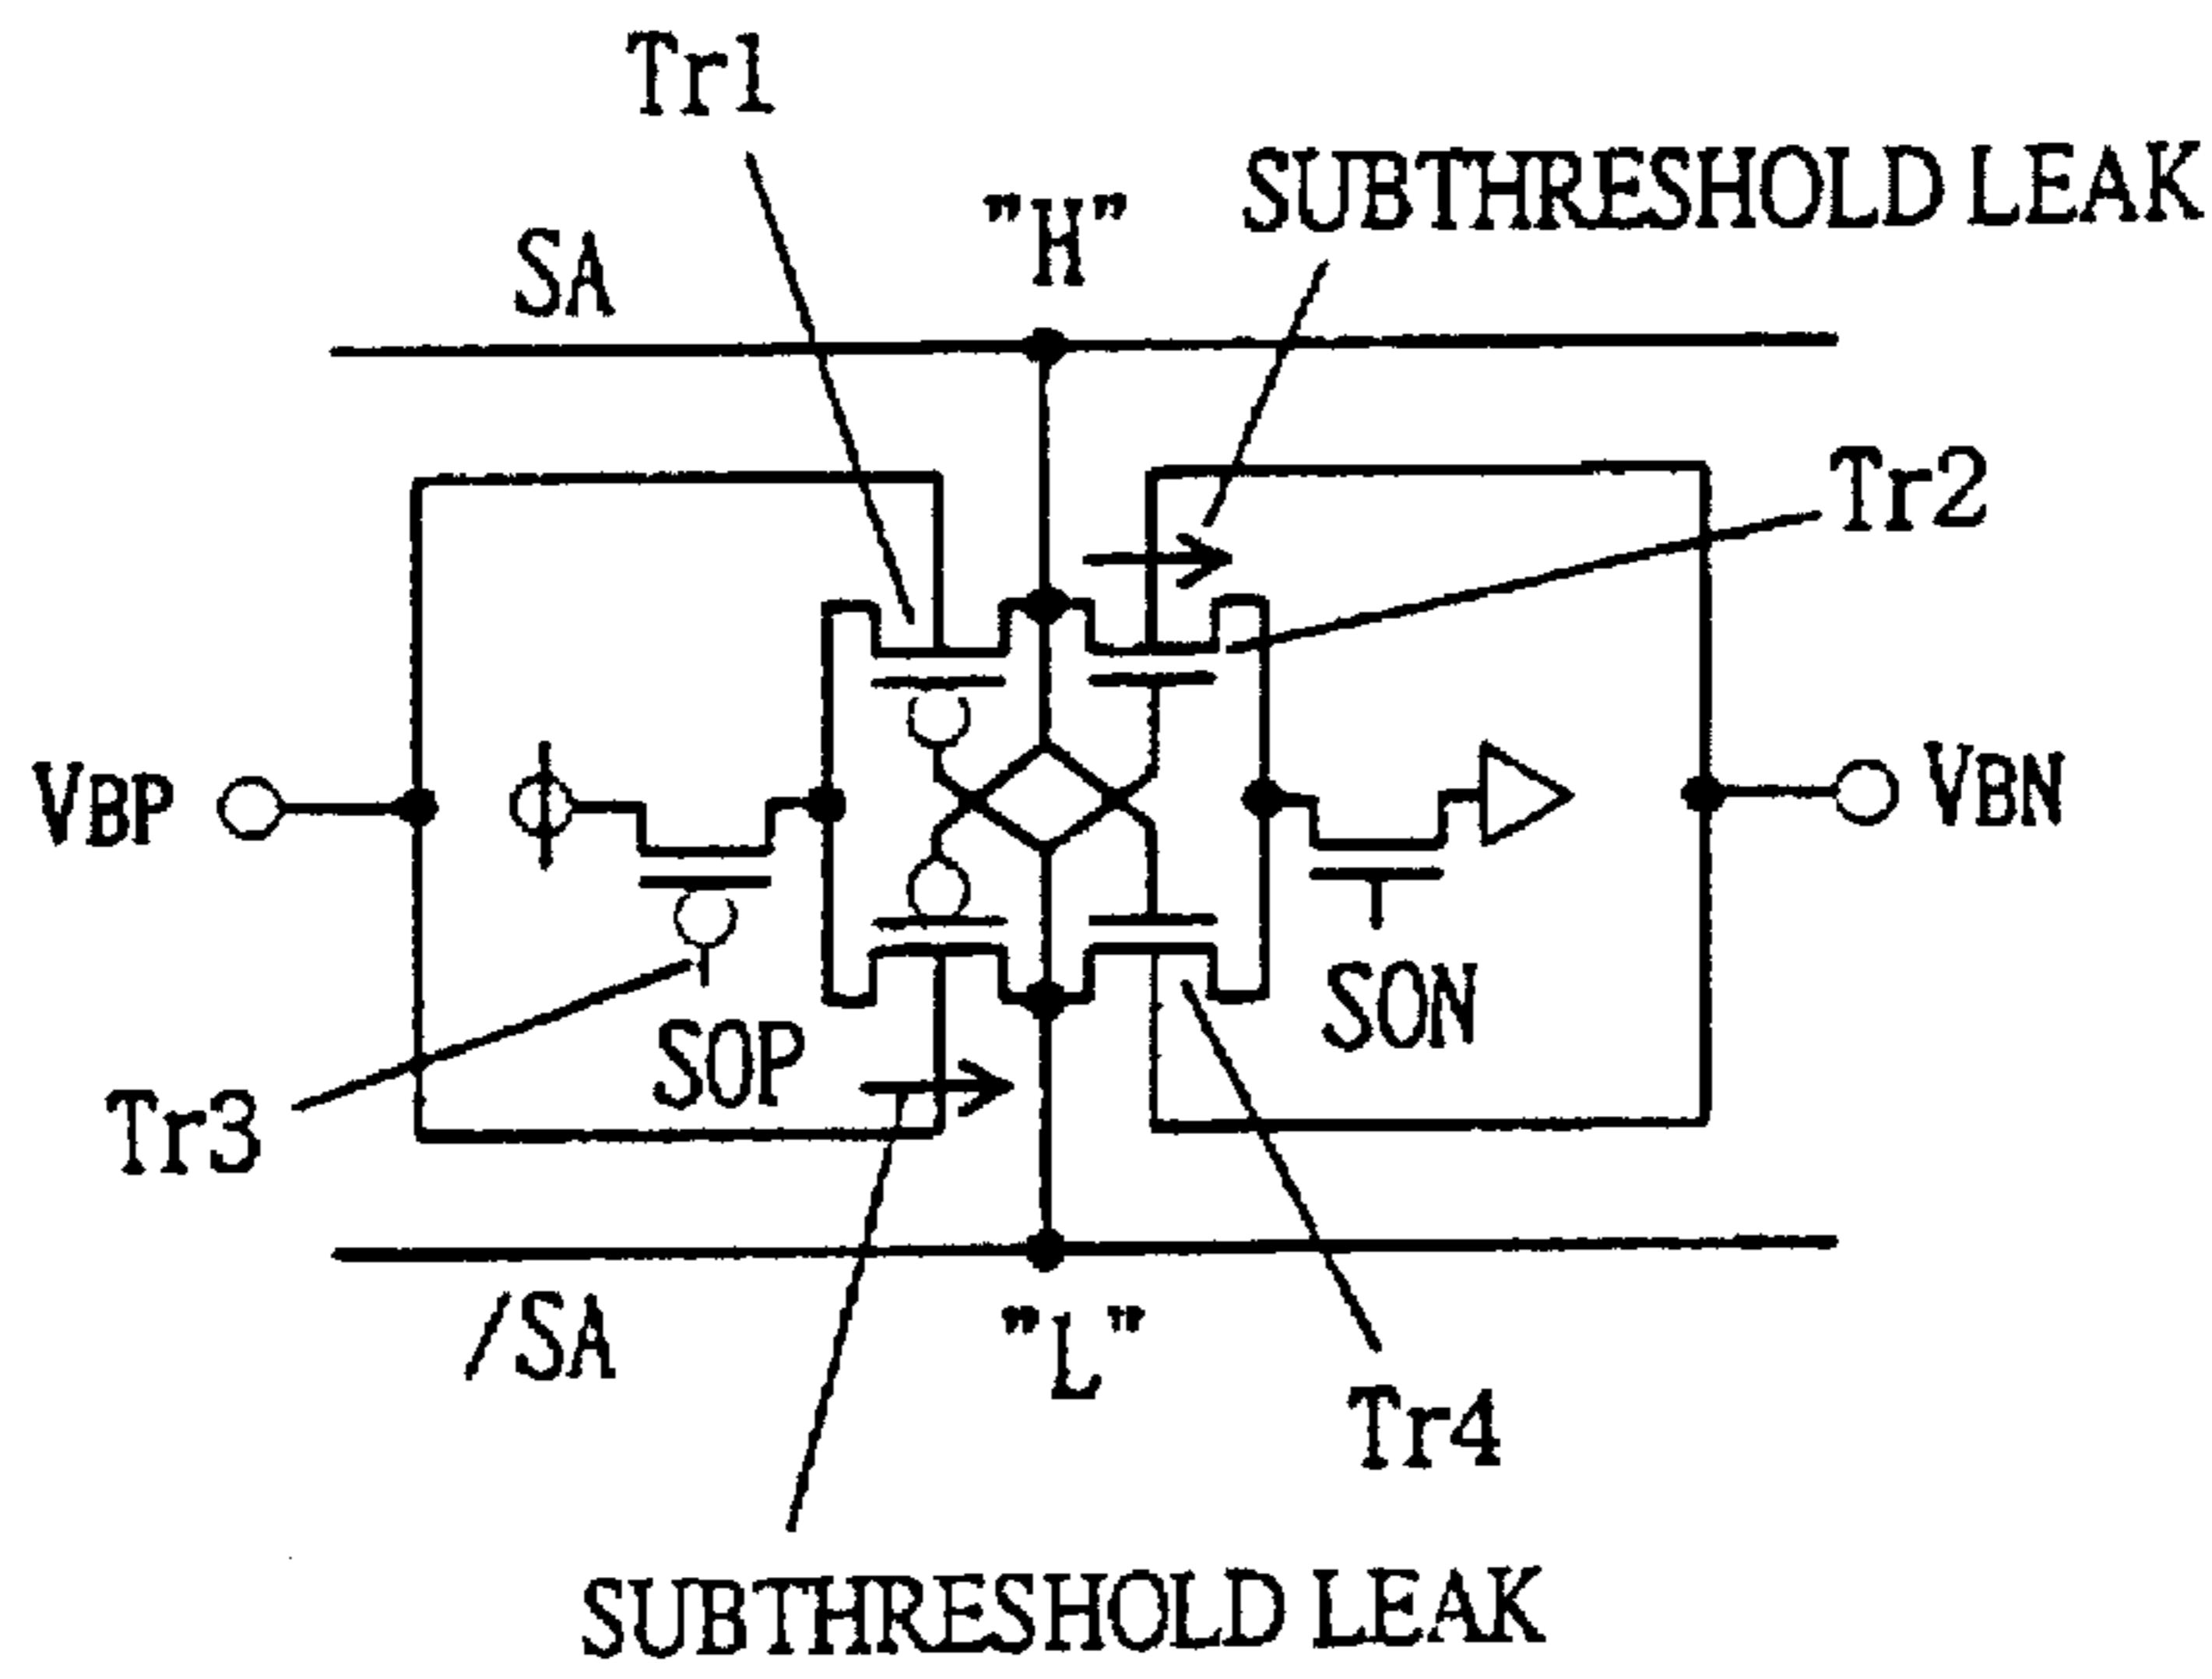 Tr1
SUBTHRESHOLD LEAK
"H"
SA
Tr2
VBP
VBN
SON
SOP
Tr3
/SA
"L"
Tr4
SUBTHRESHOLD LEAK